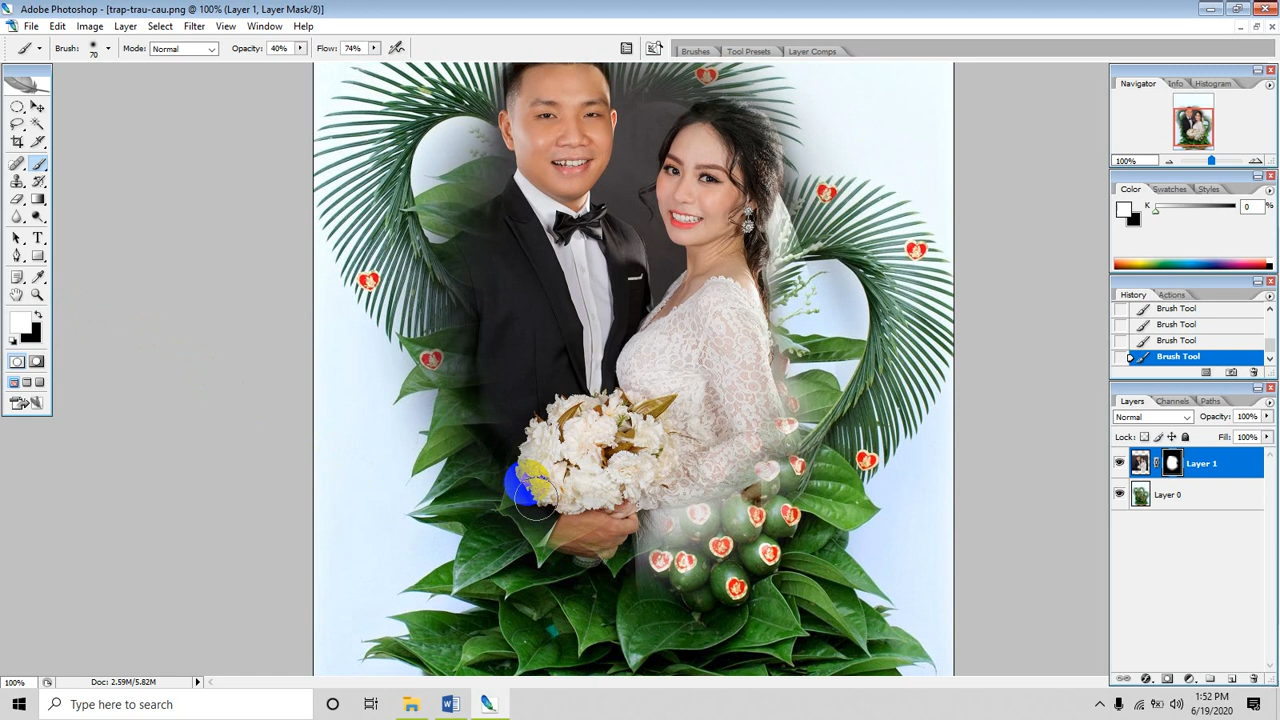 Adobe Photoshop - [trap-trau-cau.png @ 100% (Layer 1, Layer Mask/8)]
File Edit Image Layer Select Filter View Window Help
Brush: 70 Mode: Normal Opacity: 40% Flow: 74% Brushes Tool Presets Layer Comps
Navigator Info Histogram
100%
Color Swatches Styles
K 0 %
History Actions
Brush Tool
Brush Tool
Brush Tool
Brush Tool
Layers Channels Paths
Normal Opacity: 100%
Lock: Fill: 100%
Layer 1
Layer 0
100% Doc: 2.59M/5.82M
Type here to search
1:52 PM
6/19/2020